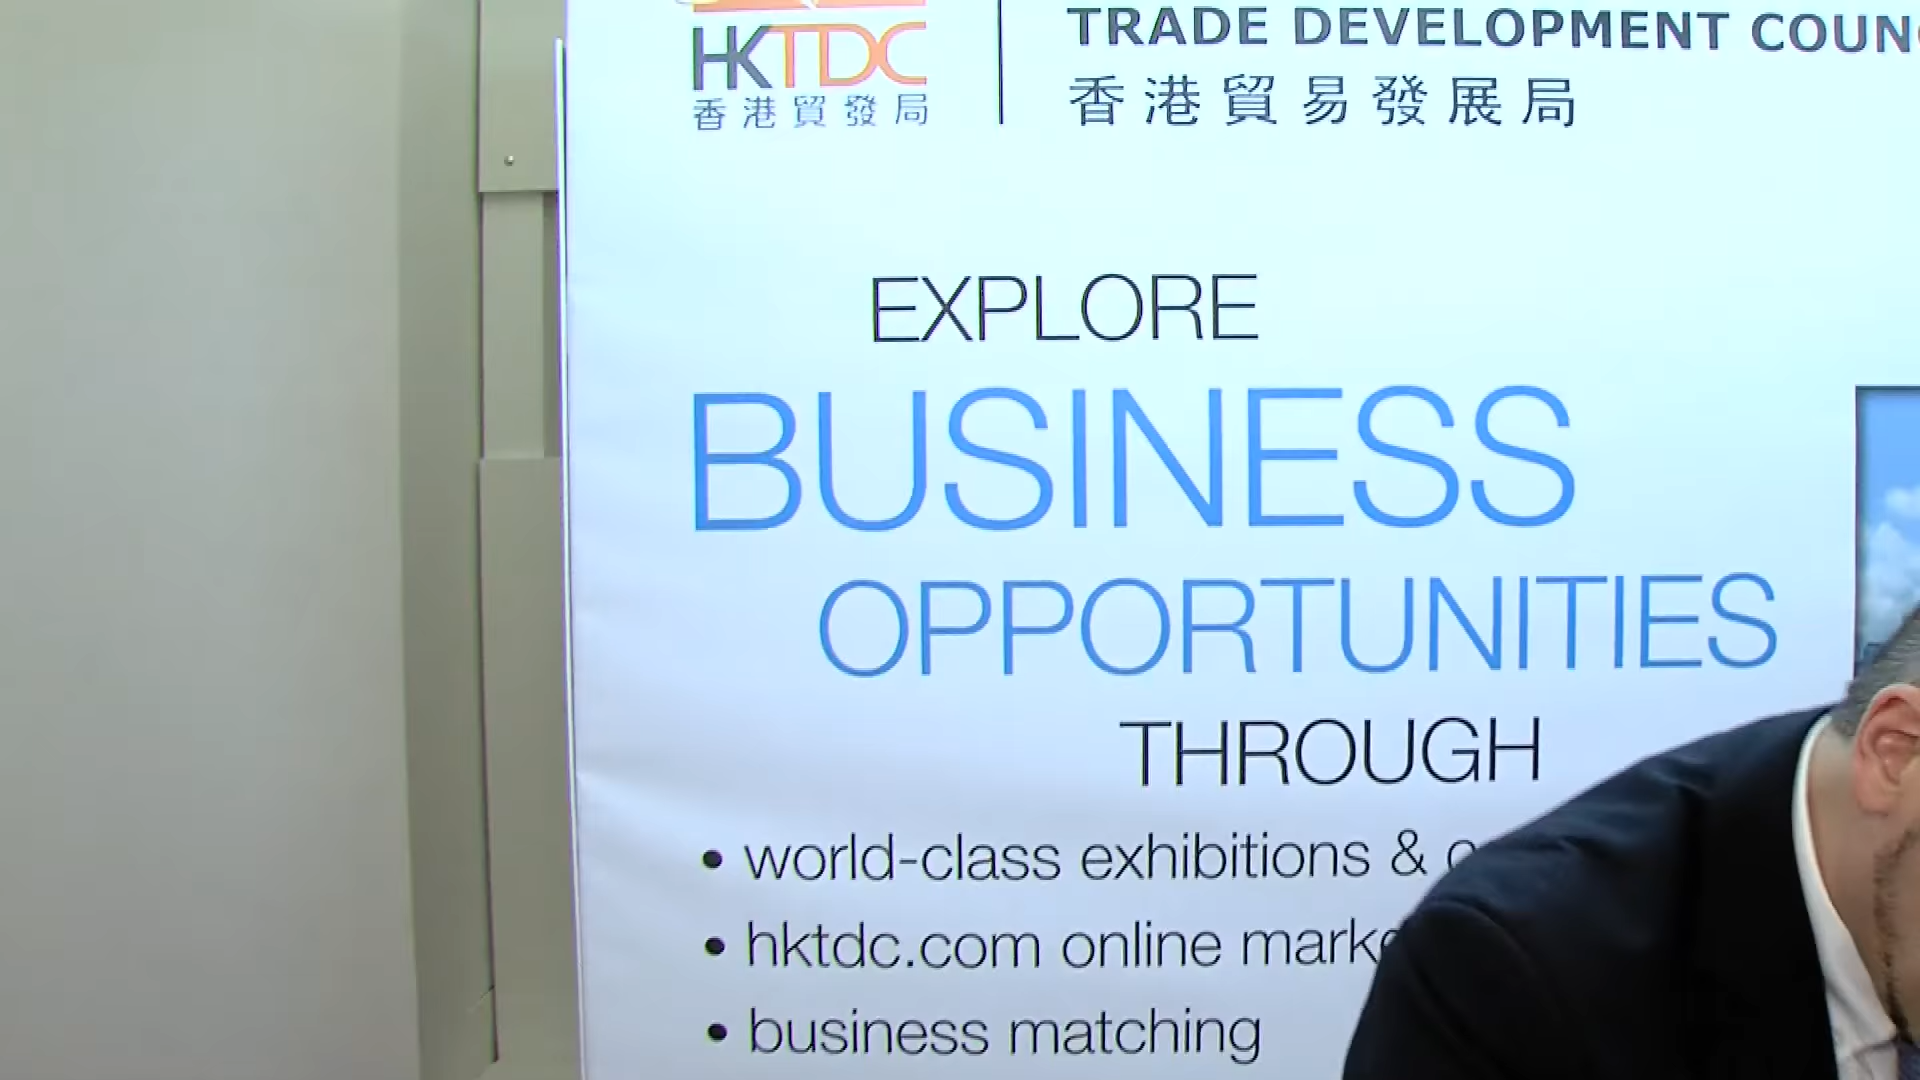 HKTDC
香港貿發局
TRADE DEVELOPMENT
香港貿易發展局
EXPLORE
BUSINESS
OPPORTUNITIES
THROUGH
• world-class exhibitions &
• hktdc.com online
• business matching